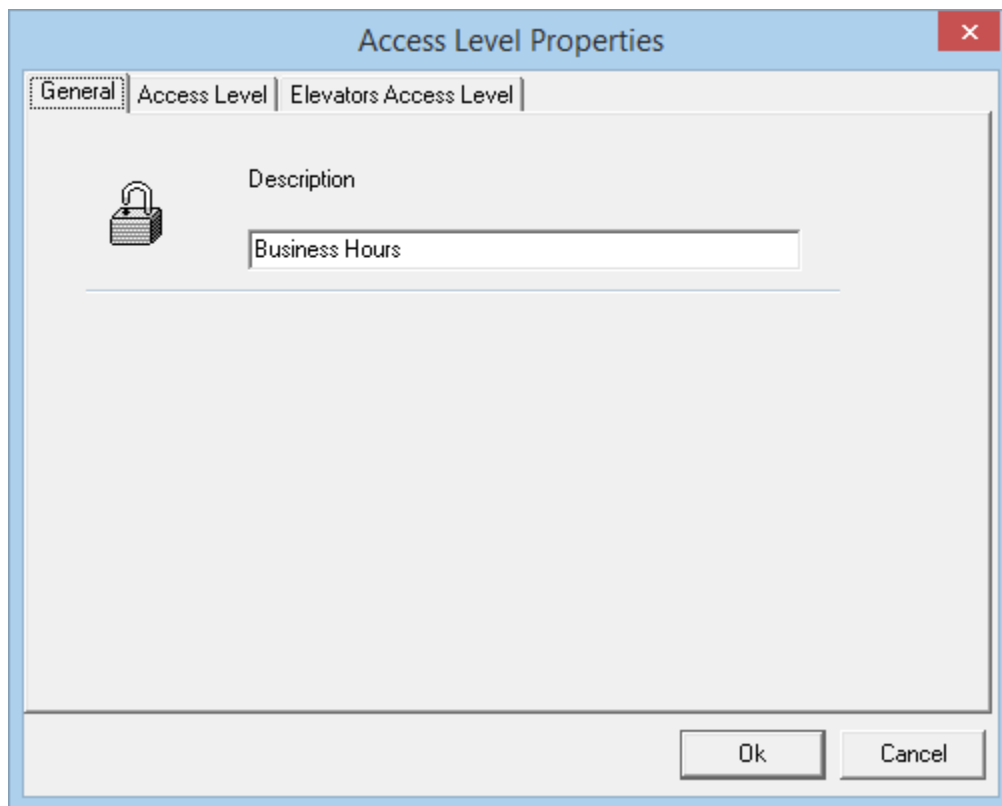 Access Level Properties
General Access Level Elevators Access Level
Description
Business Hours
Ok Cancel